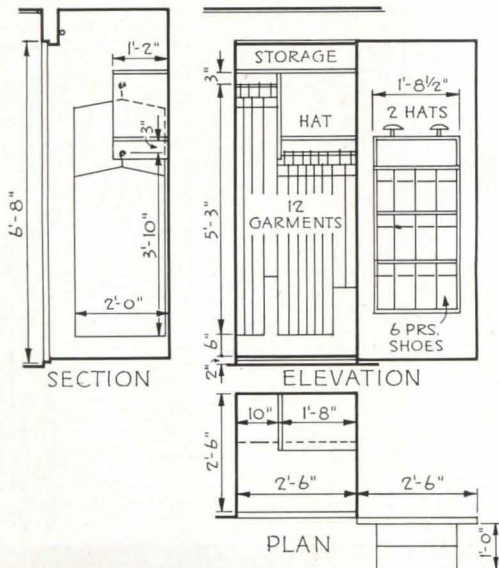 1'-2"
3"
6'-8"
3'-10"
2'-0"
SECTION
STORAGE
3"
HAT
5'-3"
12
GARMENTS
6"
2"
1'-8½"
2 HATS
6 PRS.
SHOES
ELEVATION
10"
1'-8"
2'-6"
2'-6"
2'-6"
1'-0"
PLAN